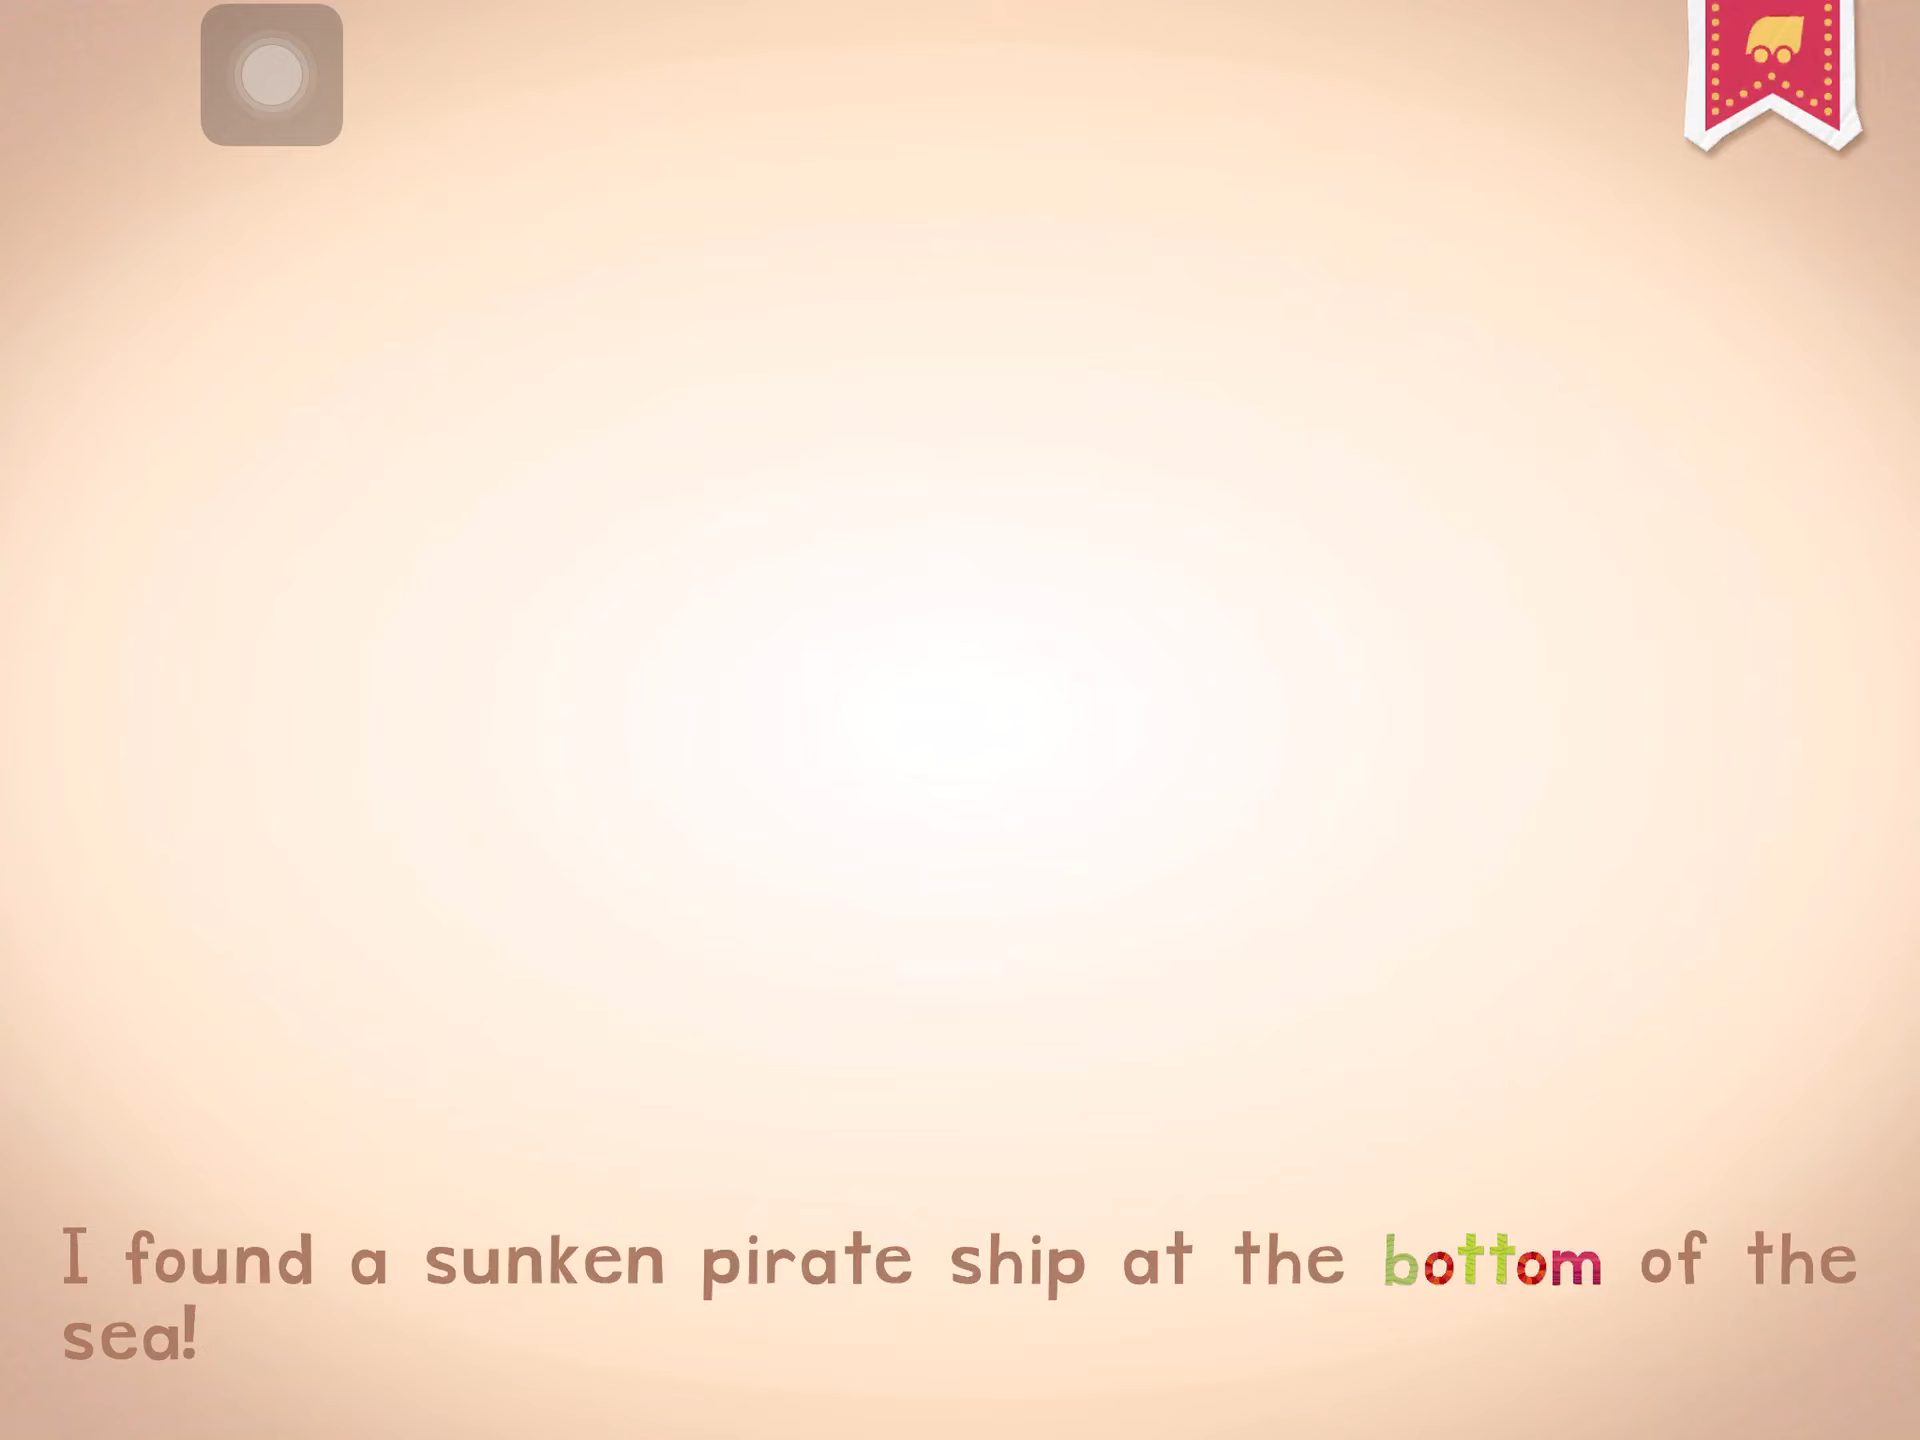 I found a sunken pirate ship at the bottom of the
sea!